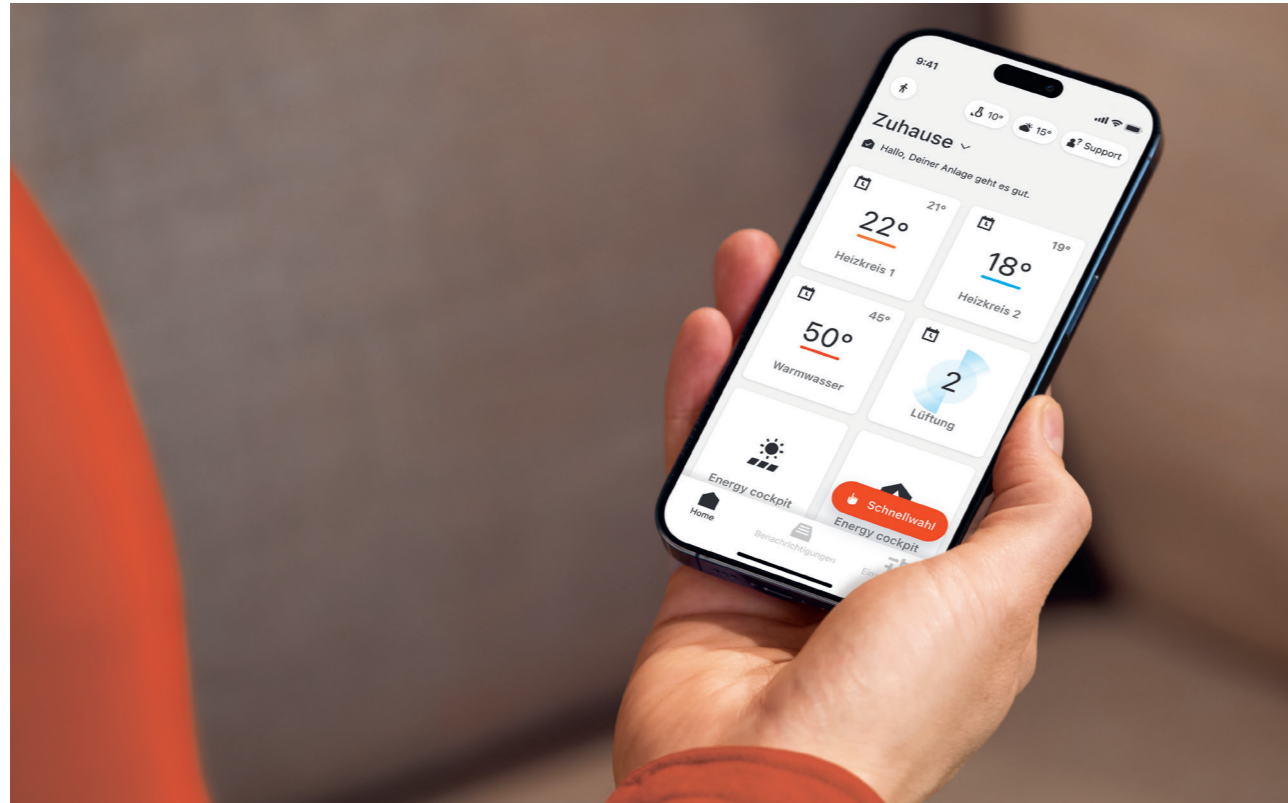 9:41
10°
15°
Support
Zuhause
Hallo, Deiner Anlage geht es gut.
21°
22°
Heizkreis 1
19°
18°
Heizkreis 2
45°
50°
Warmwasser
2
Lüftung
Energy cockpit
Energy cockpit
Schnellwahl
Home
Benachrichtigungen